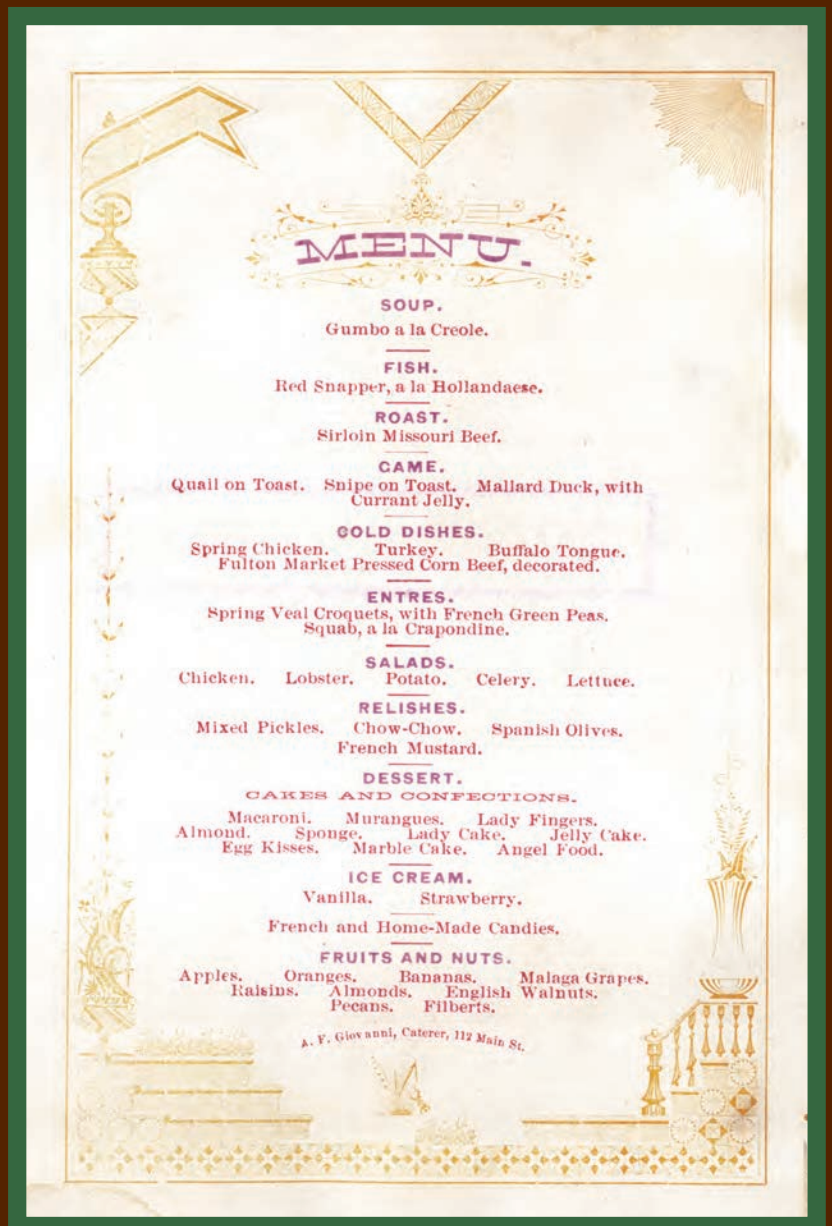 MENU.
SOUP.
Gumbo a la Creole.
FISH.
Red Snapper, a la Hollandaese.
ROAST.
Sirloin Missouri Beef.
GAME.
Quail on Toast. Snipe on Toast. Mallard Duck, with
Currant Jelly.
COLD DISHES.
Spring Chicken. Turkey. Buffalo Tongue.
Fulton Market Pressed Corn Beef, decorated.
ENTRES.
Spring Veal Croquets, with French Green Peas.
Squab, a la Crapondine.
SALADS.
Chicken. Lobster. Potato. Celery. Lettuce.
RELISHES.
Mixed Pickles. Chow-Chow. Spanish Olives.
French Mustard.
DESSERT.
CAKES AND CONFECTIONS.
Macaroni. Murangues. Lady Fingers.
Almond. Sponge. Lady Cake. Jelly Cake.
Egg Kisses. Marble Cake. Angel Food.
ICE CREAM.
Vanilla. Strawberry.
French and Home-Made Candies.
FRUITS AND NUTS.
Apples. Oranges. Bananas. Malaga Grapes.
Raisins. Almonds. English Walnuts.
Pecans. Filberts.
A. F. Giovanni, Caterer, 112 Main St.